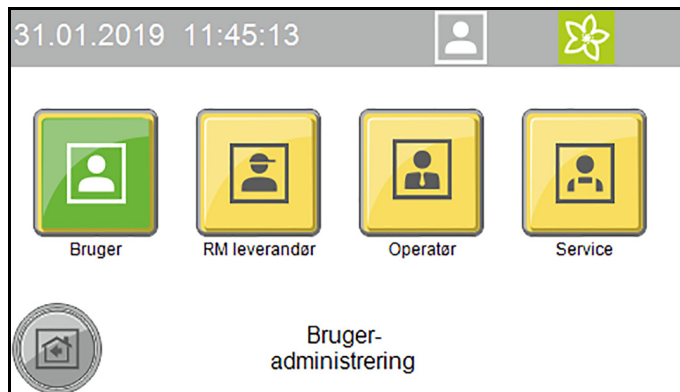 31.01.2019 11:45:13
Bruger
RM leverandør
Operatør
Service
Bruger-
administrering